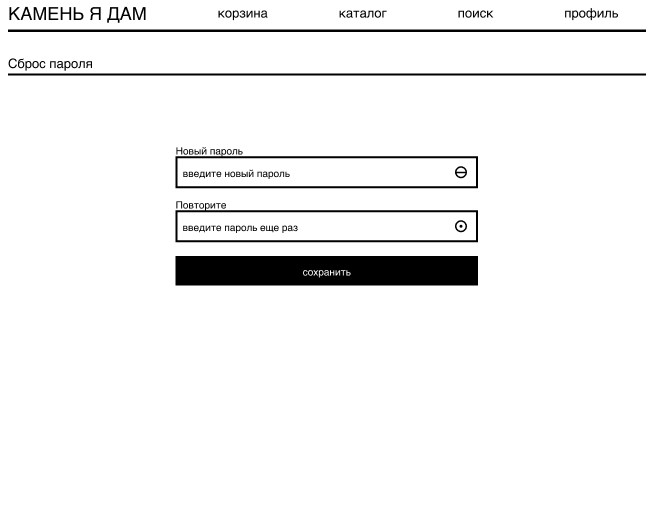 КАМЕНЬ Я ДАМ корзина каталог поиск профиль
Сброс пароля
Новый пароль
введите новый пароль
Повторите
введите пароль еще раз
сохранить